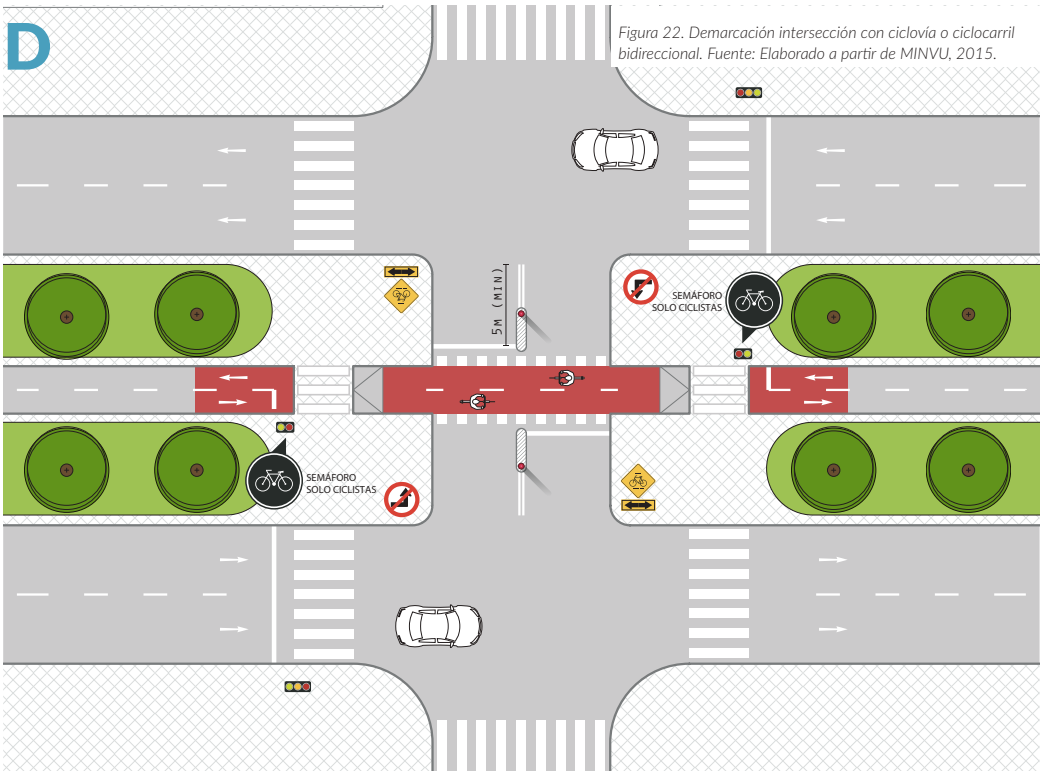 D
Figura 22. Demarcación intersección con ciclovía o ciclocarril
bidireccional. Fuente: Elaborado a partir de MINVU, 2015.
5M (MIN)
SEMÁFORO
SOLO CICLISTAS
SEMÁFORO
SOLO CICLISTAS